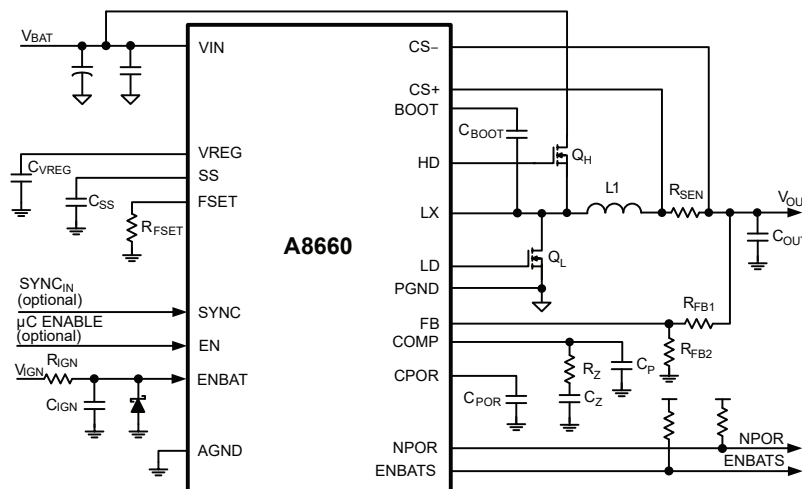 VBAT
VIN
CS−
CS+
BOOT
CBOOT
CVREG
VREG
HD
QH
CSS
SS
FSET
L1
RSEN
VOU
RFSET
LX
COUT
A8660
LD
QL
SYNCIN
(optional)
PGND
SYNC
RFB1
µC ENABLE
(optional)
FB
EN
COMP
RFB2
VIGN
RIGN
ENBAT
RZ
CP
CPOR
CIGN
CPOR
CZ
AGND
NPOR
NPOR
ENBATS
ENBATS